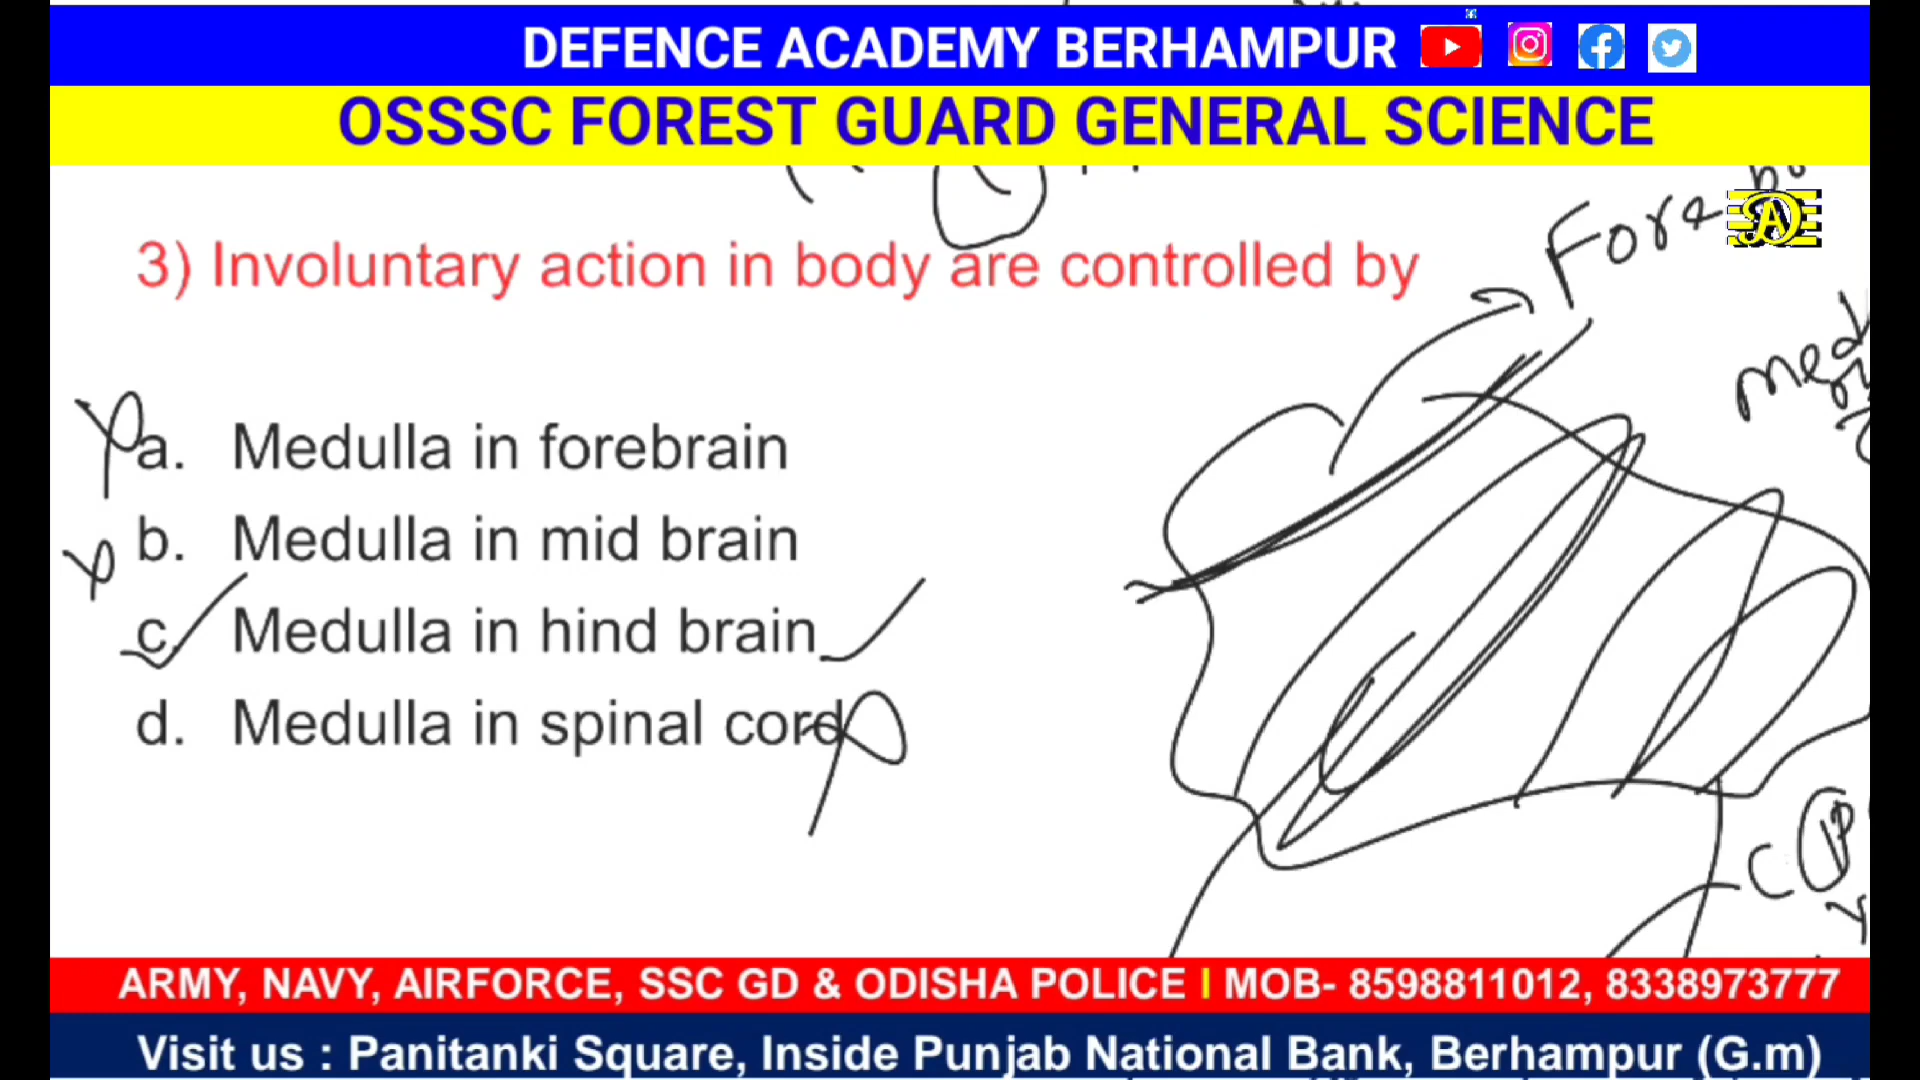 DEFENCE ACADEMY BERHAMPUR
OSSSC FOREST GUARD GENERAL SCIENCE
Fore
3) Involuntary action in body are controlled by
a. Medulla in forebrain
b. Medulla in mid brain
c. Medulla in hind brain
d. Medulla in spinal cord
ARMY, NAVY, AIRFORCE, SSC GD & ODISHA POLICE I MOB- 8598811012, 8338973777
Visit us : Panitanki Square, Inside Punjab National Bank, Berhampur (G.m)